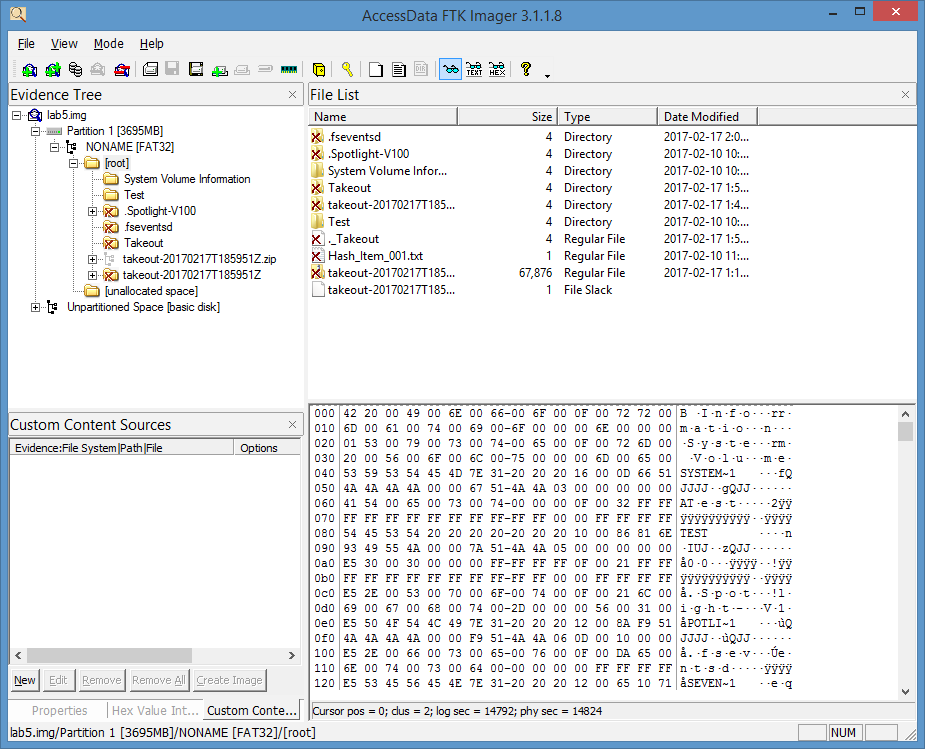 AccessData FTK Imager 3.1.1.8
File View Mode Help
Evidence Tree
lab5.img
Partition 1 [3695MB]
NONAME [FAT32]
[root]
System Volume Information
Test
.Spotlight-V100
.fseventsd
Takeout
takeout-20170217T185951Z.zip
takeout-20170217T185951Z
[unallocated space]
Unpartitioned Space [basic disk]
File List
Name Size Type Date Modified
.fseventsd 4 Directory 2017-02-17 2:0...
.Spotlight-V100 4 Directory 2017-02-10 10:...
System Volume Infor... 4 Directory 2017-02-10 10:...
Takeout 4 Directory 2017-02-17 1:5...
takeout-20170217T185... 4 Directory 2017-02-17 1:4...
Test 4 Directory 2017-02-10 10:...
._Takeout 4 Regular File 2017-02-17 1:5...
Hash_Item_001.txt 1 Regular File 2017-02-10 11:...
takeout-20170217T185... 67,876 Regular File 2017-02-17 1:1...
takeout-20170217T185... 1 File Slack
Custom Content Sources
Evidence:File System|Path|File Options
New Edit Remove Remove All Create Image
Properties Hex Value Int... Custom Conte...
000 42 20 00 49 00 6E 00 66-00 6F 00 0F 00 72 72 00 B ·I·n·f·o···rr·
010 6D 00 61 00 74 00 69 00-6F 00 00 00 6E 00 00 00 m·a·t·i·o···n···
020 01 53 00 79 00 73 00 74-00 65 00 0F 00 72 6D 00 ·S·y·s·t·e···rm·
030 20 00 56 00 6F 00 6C 00-75 00 00 00 6D 00 65 00  ·V·o·l·u···m·e·
040 53 59 53 54 45 4D 7E 31-20 20 20 16 00 0D 66 51 SYSTEM~1   ···fQ
050 4A 4A 4A 4A 00 00 67 51-4A 4A 03 00 00 00 00 00 JJJJ··gQJJ······
060 41 54 00 65 00 73 00 74-00 00 00 0F 00 32 FF FF AT·e·s·t·····2ÿÿ
070 FF FF FF FF FF FF FF FF-FF FF 00 00 FF FF FF FF ÿÿÿÿÿÿÿÿÿÿ··ÿÿÿÿ
080 54 45 53 54 20 20 20 20-20 20 20 10 00 86 81 6E TEST       ····n
090 93 49 55 4A 00 00 7A 51-4A 4A 05 00 00 00 00 00 ·IUJ··zQJJ······
0a0 E5 30 00 30 00 00 00 FF-FF FF FF 0F 00 21 FF FF å0·0···ÿÿÿÿ··!ÿÿ
0b0 FF FF FF FF FF FF FF FF-FF FF 00 00 FF FF FF FF ÿÿÿÿÿÿÿÿÿÿ··ÿÿÿÿ
0c0 E5 2E 00 53 00 70 00 6F-00 74 00 0F 00 21 6C 00 å.·S·p·o·t···!l·
0d0 69 00 67 00 68 00 74 00-2D 00 00 00 56 00 31 00 i·g·h·t·-···V·1·
0e0 E5 50 4F 54 4C 49 7E 31-20 20 20 12 00 8A F9 51 åPOTLI~1   ···ùQ
0f0 4A 4A 4A 4A 00 00 F9 51-4A 4A 06 0D 00 10 00 00 JJJJ··ùQJJ······
100 E5 2E 00 66 00 73 00 65-00 76 00 0F 00 DA 65 00 å.·f·s·e·v···Úe·
110 6E 00 74 00 73 00 64 00-00 00 00 00 FF FF FF FF n·t·s·d·····ÿÿÿÿ
120 E5 53 45 56 45 4E 7E 31-20 20 20 12 00 65 10 71 åSEVEN~1   ··e·q
Cursor pos = 0; clus = 2; log sec = 14792; phy sec = 14824
lab5.img/Partition 1 [3695MB]/NONAME [FAT32]/[root] NUM